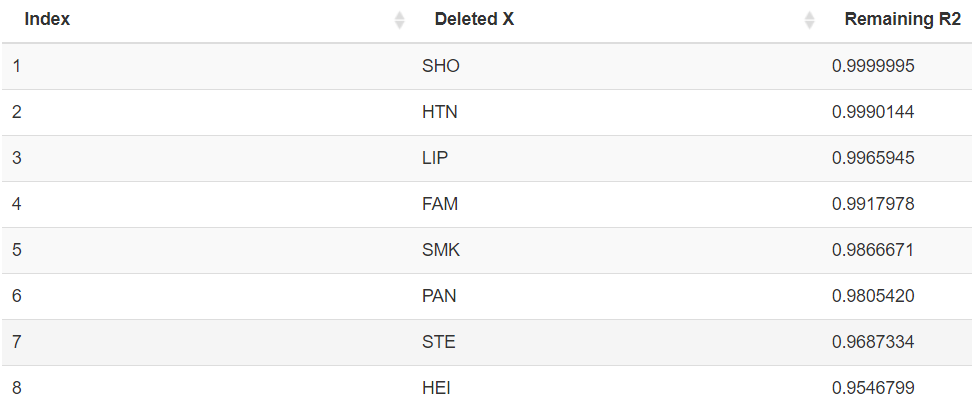 Index Deleted X Remaining R2
1 SHO 0.9999995
2 HTN 0.9990144
3 LIP 0.9965945
4 FAM 0.9917978
5 SMK 0.9866671
6 PAN 0.9805420
7 STE 0.9687334
8 HEI 0.9546799